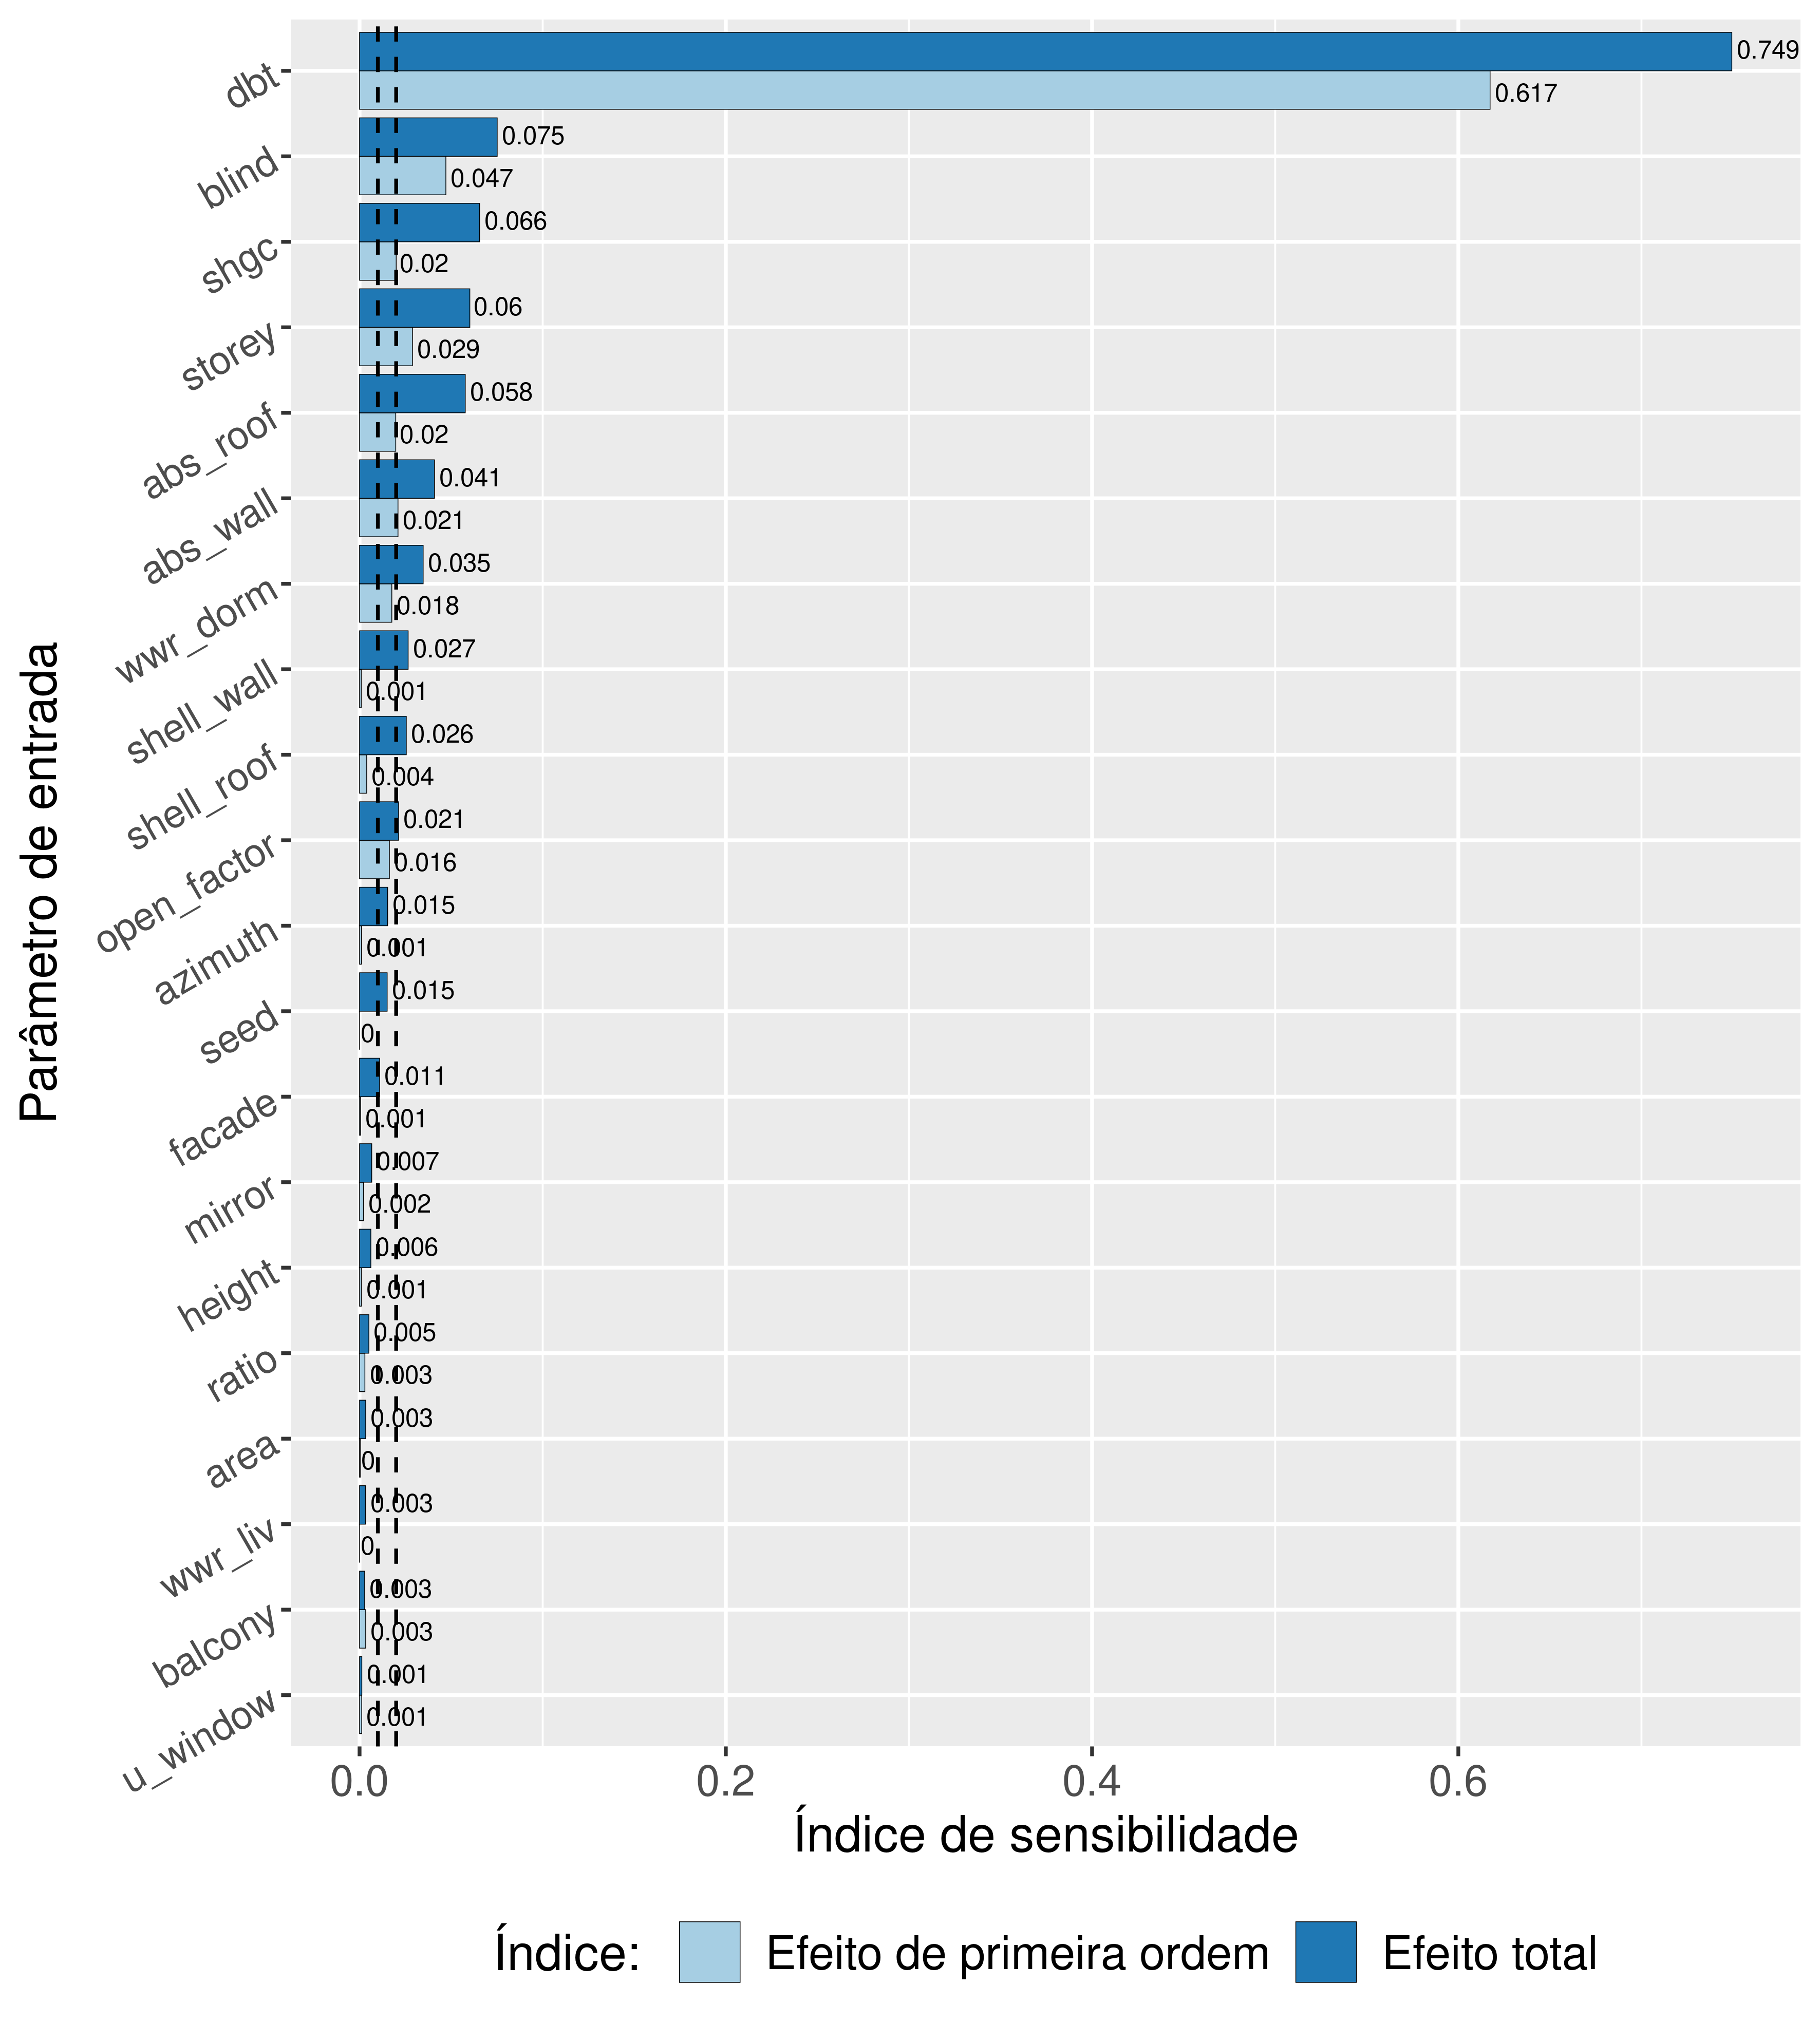 dbt
0.749
0.617
blind
0.075
0.047
shgc
0.066
0.02
storey
0.06
0.029
abs_roof
0.058
0.02
abs_wall
0.041
0.021
wwr_dorm
0.035
0.018
shell_wall
0.027
0.001
shell_roof
0.026
0.004
open_factor
0.021
0.016
azimuth
0.015
0.001
seed
0.015
0
facade
0.011
0.001
mirror
0.007
0.002
height
0.006
0.001
ratio
0.005
0.003
area
0.003
0
wwr_liv
0.003
0
balcony
0.003
0.003
u_window
0.001
0.001
Parâmetro de entrada
0.0 0.2 0.4 0.6
Índice de sensibilidade
Índice: Efeito de primeira ordem Efeito total